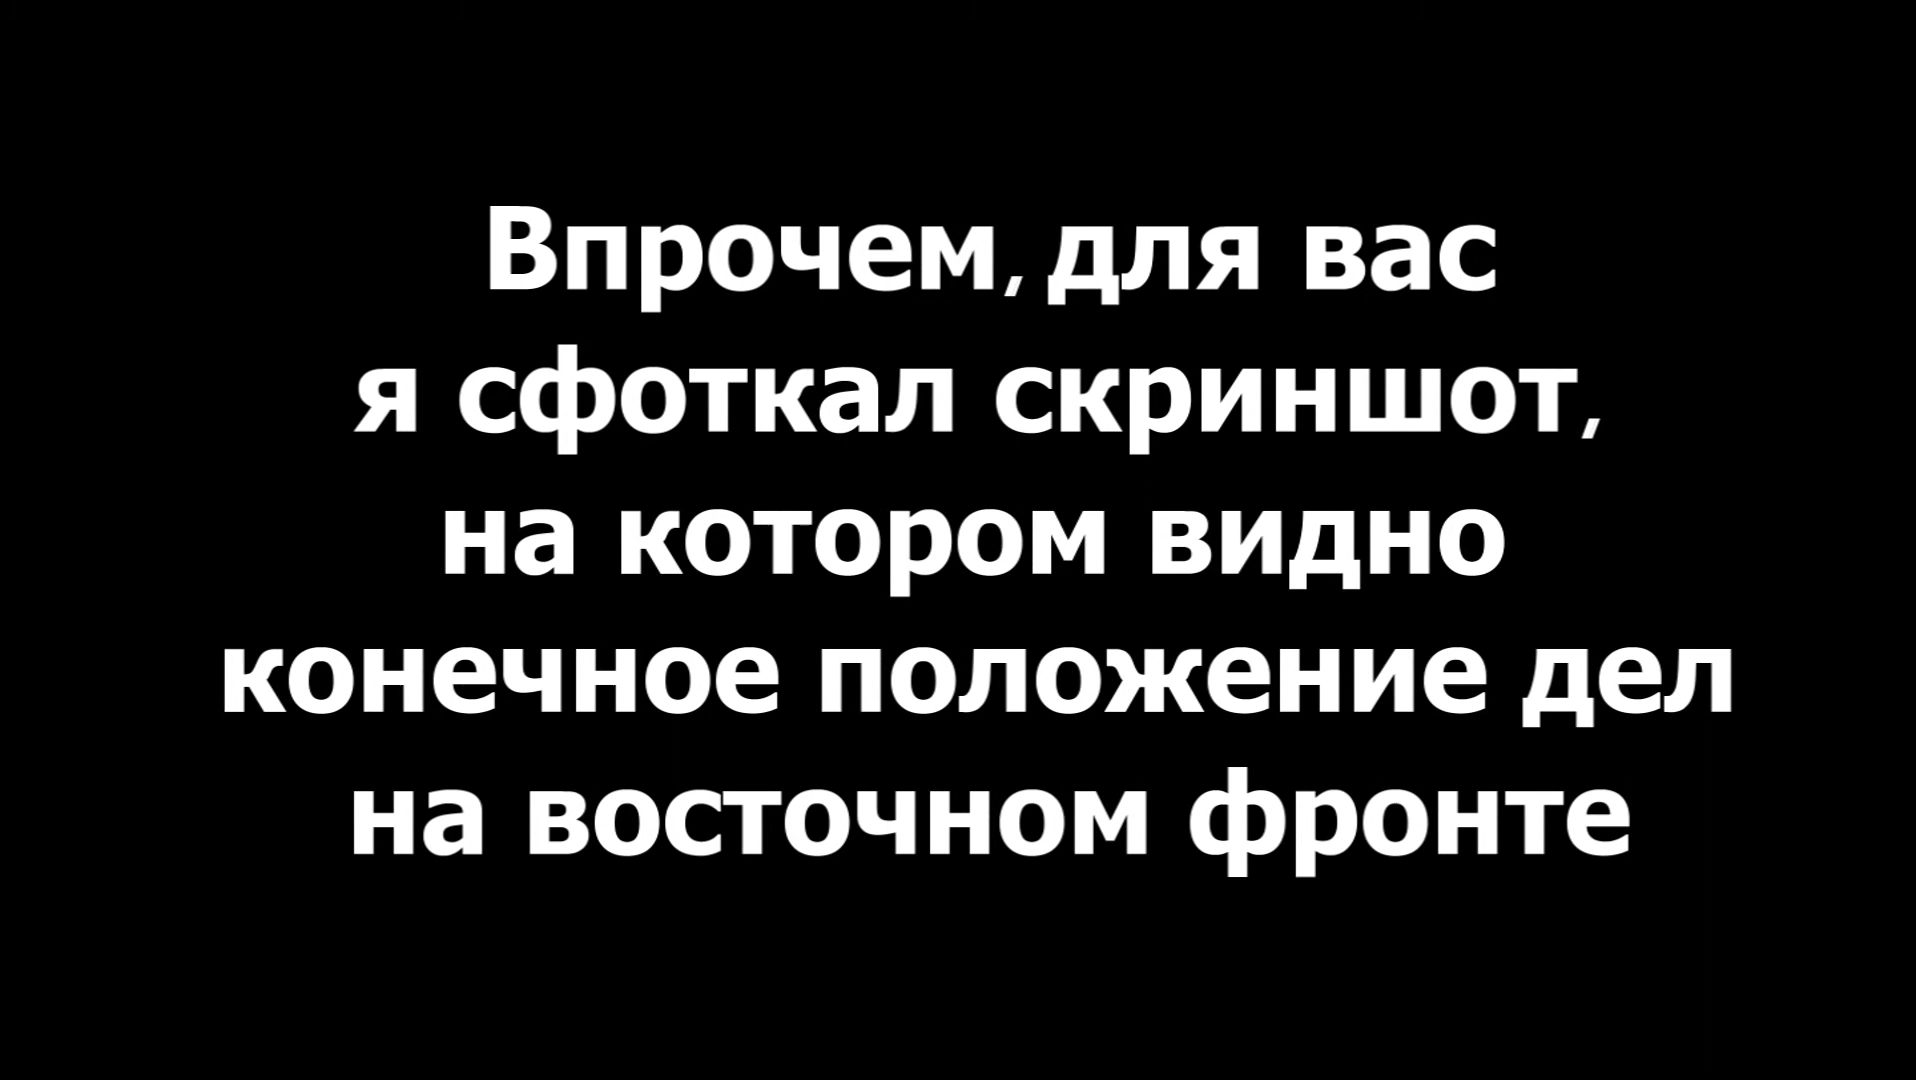 Впрочем, для вас
я сфоткал скриншот,
на котором видно
конечное положение дел
на восточном фронте